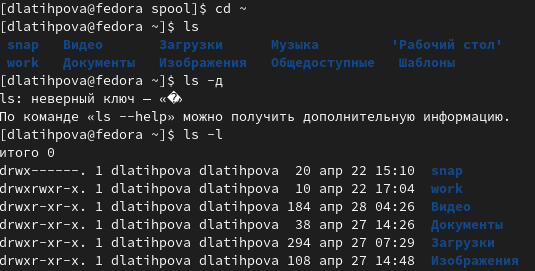 [dlatihpova@fedora spool]$ cd ~
[dlatihpova@fedora ~]$ ls
snap Видео Загрузки Музыка 'Рабочий стол'
work Документы Изображения Общедоступные Шаблоны
[dlatihpova@fedora ~]$ ls -д
ls: неверный ключ — «�»
По команде «ls --help» можно получить дополнительную информацию.
[dlatihpova@fedora ~]$ ls -l
итого 0
drwx------. 1 dlatihpova dlatihpova 20 апр 22 15:10 snap
drwxrwxr-x. 1 dlatihpova dlatihpova 10 апр 22 17:04 work
drwxr-xr-x. 1 dlatihpova dlatihpova 184 апр 28 04:26 Видео
drwxr-xr-x. 1 dlatihpova dlatihpova 38 апр 27 14:26 Документы
drwxr-xr-x. 1 dlatihpova dlatihpova 294 апр 27 07:29 Загрузки
drwxr-xr-x. 1 dlatihpova dlatihpova 108 апр 27 14:48 Изображения